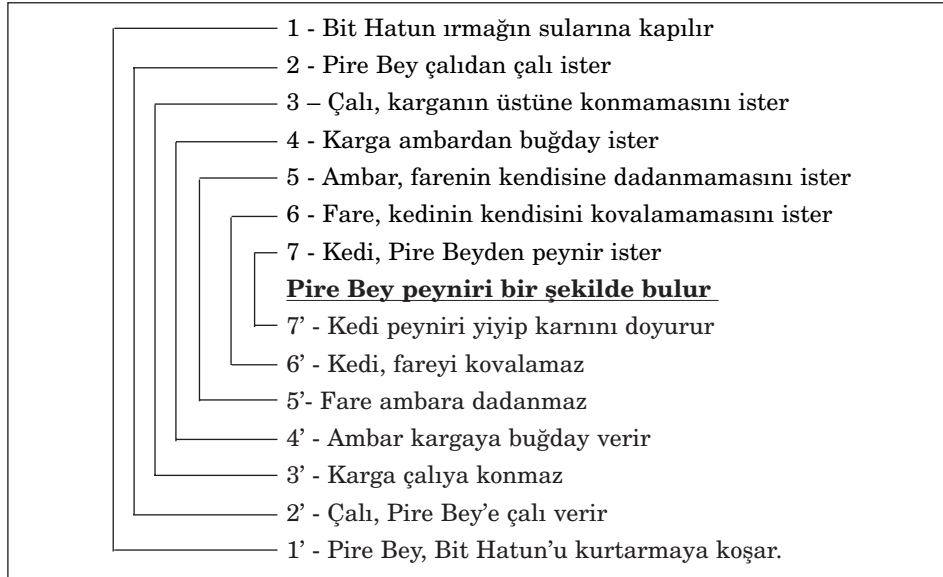 1 - Bit Hatun ırmağın sularına kapılır
2 - Pire Bey çalıdan çalı ister
3 – Çalı, karganın üstüne konmamasını ister
4 - Karga ambardan buğday ister
5 - Ambar, farenin kendisine dadanmamasını ister
6 - Fare, kedinin kendisini kovalamamasını ister
7 - Kedi, Pire Beyden peynir ister
Pire Bey peyniri bir şekilde bulur
7’ - Kedi peyniri yiyip karnını doyurur
6’ - Kedi, fareyi kovalamaz
5’- Fare ambara dadanmaz
4’ - Ambar kargaya buğday verir
3’ - Karga çalıya konmaz
2’ - Çalı, Pire Bey’e çalı verir
1’ - Pire Bey, Bit Hatun’u kurtarmaya koşar.